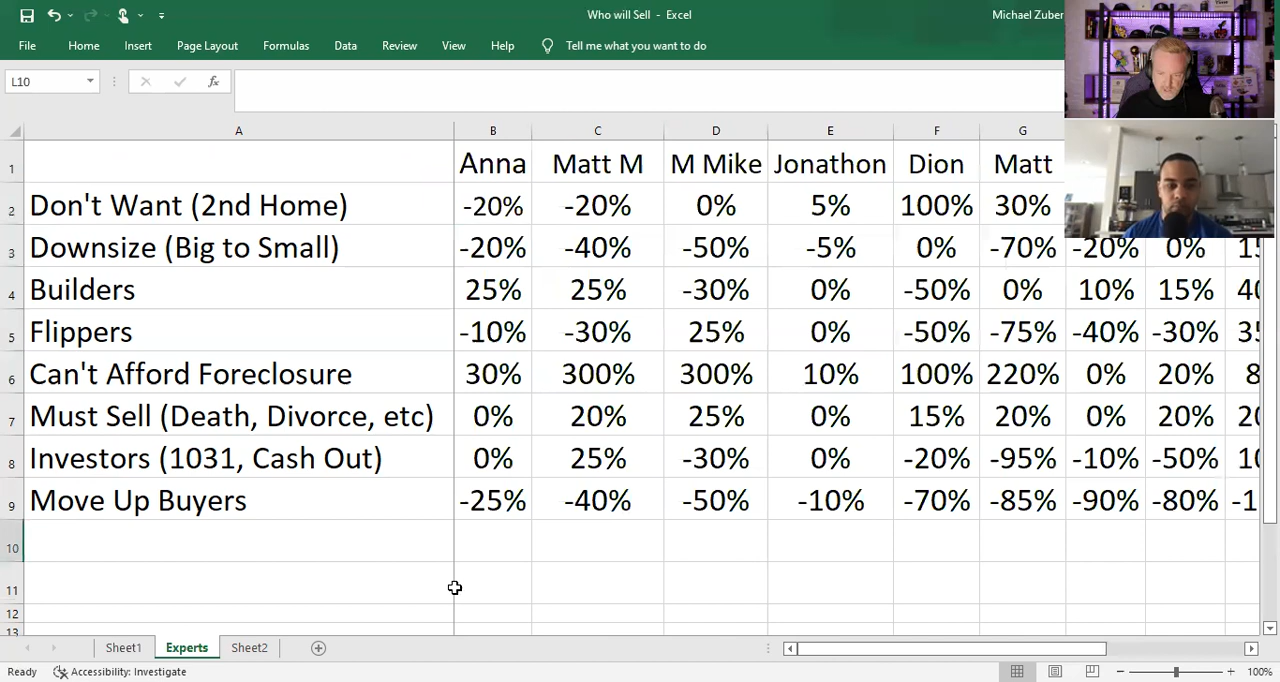 Who will Sell - Excel
Michael Zuber
File Home Insert Page Layout Formulas Data Review View Help Tell me what you want to do
L10 fx
A B C D E F G
1 Anna Matt M M Mike Jonathon Dion Matt
2 Don't Want (2nd Home) -20% -20% 0% 5% 100% 30%
3 Downsize (Big to Small) -20% -40% -50% -5% 0% -70% -20% 0%
4 Builders 25% 25% -30% 0% -50% 0% 10% 15%
5 Flippers -10% -30% 25% 0% -50% -75% -40% -30%
6 Can't Afford Foreclosure 30% 300% 300% 10% 100% 220% 0% 20%
7 Must Sell (Death, Divorce, etc) 0% 20% 25% 0% 15% 20% 0% 20%
8 Investors (1031, Cash Out) 0% 25% -30% 0% -20% -95% -10% -50%
9 Move Up Buyers -25% -40% -50% -10% -70% -85% -90% -80%
10
11
12
13
Sheet1 Experts Sheet2
Ready Accessibility: Investigate 100%